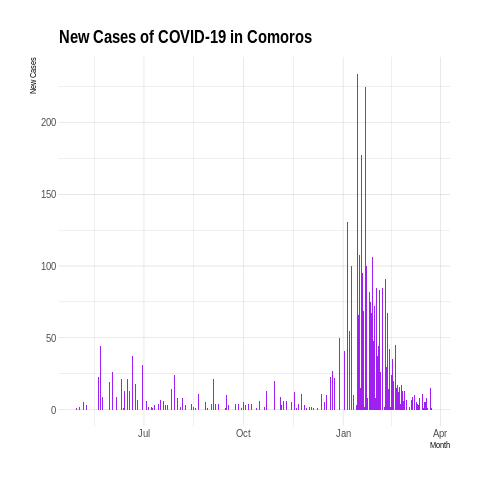 New Cases of COVID-19 in Comoros
New Cases
200
150
100
50
0
Jul
Oct
Jan
Apr
Month